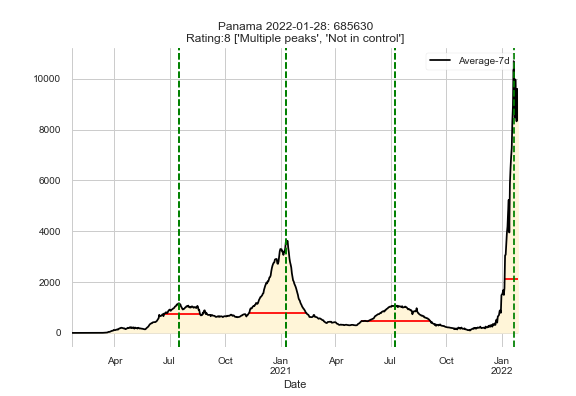 Panama 2022-01-28: 685630
Rating:8 ['Multiple peaks', 'Not in control']
Average-7d
10000
8000
6000
4000
2000
0
Apr
Jul
Oct
Jan
2021
Apr
Jul
Oct
Jan
2022
Date